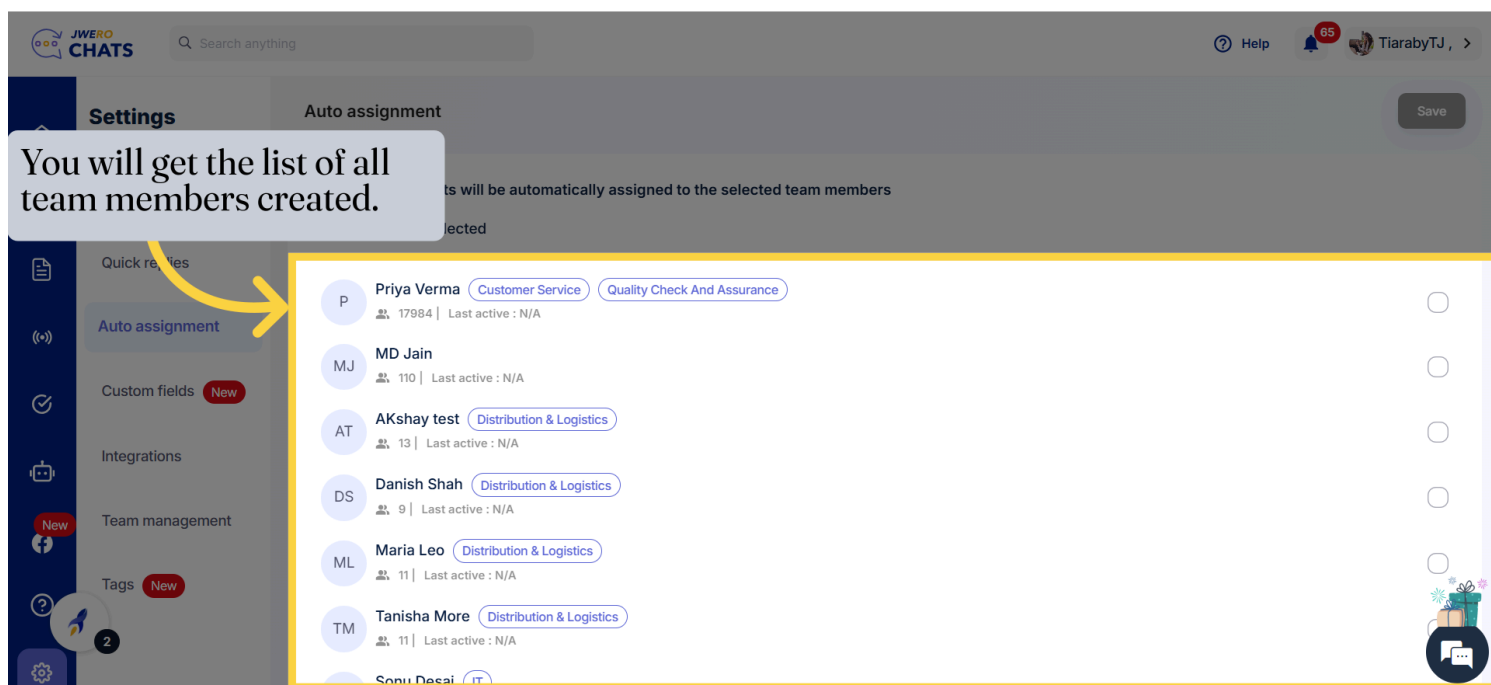 JWERO
CHATS
Search anything
Help
65
TiarabyTJ ,
Settings
Auto assignment
Save
You will get the list of all
team members created.
ts will be automatically assigned to the selected team members
lected
Quick replies
Auto assignment
Custom fields New
Integrations
Team management
New
Tags New
2
P
Priya Verma Customer Service Quality Check And Assurance
17984 | Last active : N/A
MJ
MD Jain
110 | Last active : N/A
AT
AKshay test Distribution & Logistics
13 | Last active : N/A
DS
Danish Shah Distribution & Logistics
9 | Last active : N/A
ML
Maria Leo Distribution & Logistics
11 | Last active : N/A
TM
Tanisha More Distribution & Logistics
11 | Last active : N/A
Sonu Desai IT